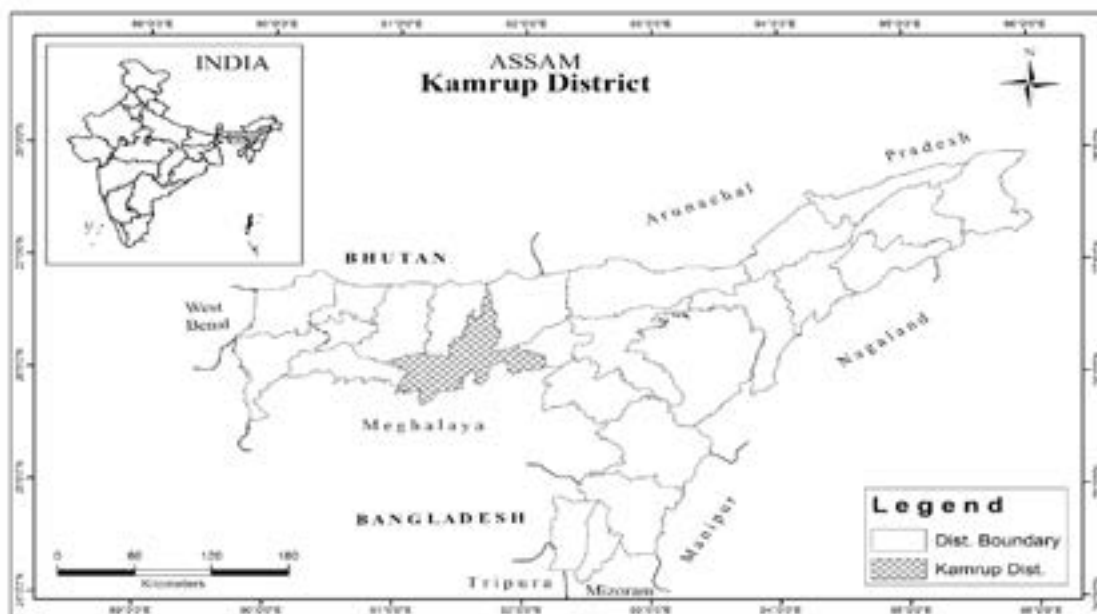 INDIA
ASSAM
Kamrup District
Arunachal Pradesh
BHUTAN
West
Benal
Nagaland
Meghalaya
BANGLADESH
Manipur
Tripura
Mizoram
Legend
Dist. Boundary
Kamrup Dist.
0 60 120 180
Kilometers